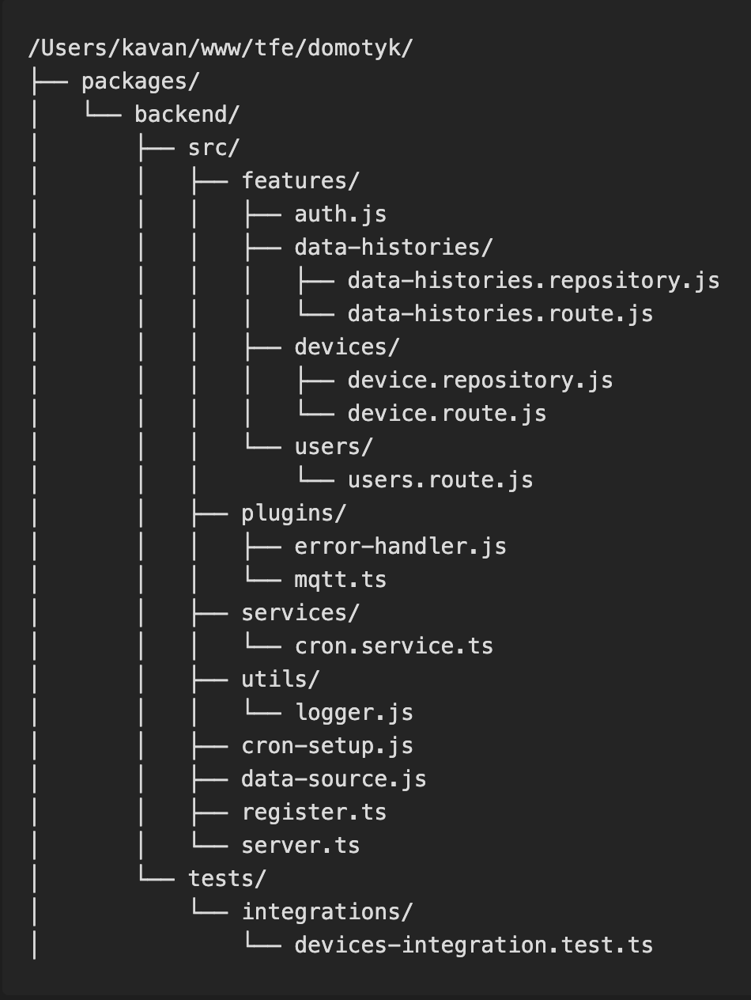 /Users/kavan/www/tfe/domotyk/
├── packages/
│   └── backend/
│       ├── src/
│       │   ├── features/
│       │   │   ├── auth.js
│       │   │   ├── data-histories/
│       │   │   │   ├── data-histories.repository.js
│       │   │   │   └── data-histories.route.js
│       │   │   ├── devices/
│       │   │   │   ├── device.repository.js
│       │   │   │   └── device.route.js
│       │   │   └── users/
│       │   │       └── users.route.js
│       │   ├── plugins/
│       │   │   ├── error-handler.js
│       │   │   └── mqtt.ts
│       │   ├── services/
│       │   │   └── cron.service.ts
│       │   ├── utils/
│       │   │   └── logger.js
│       │   ├── cron-setup.js
│       │   ├── data-source.js
│       │   ├── register.ts
│       │   └── server.ts
│       └── tests/
│           └── integrations/
│               └── devices-integration.test.ts